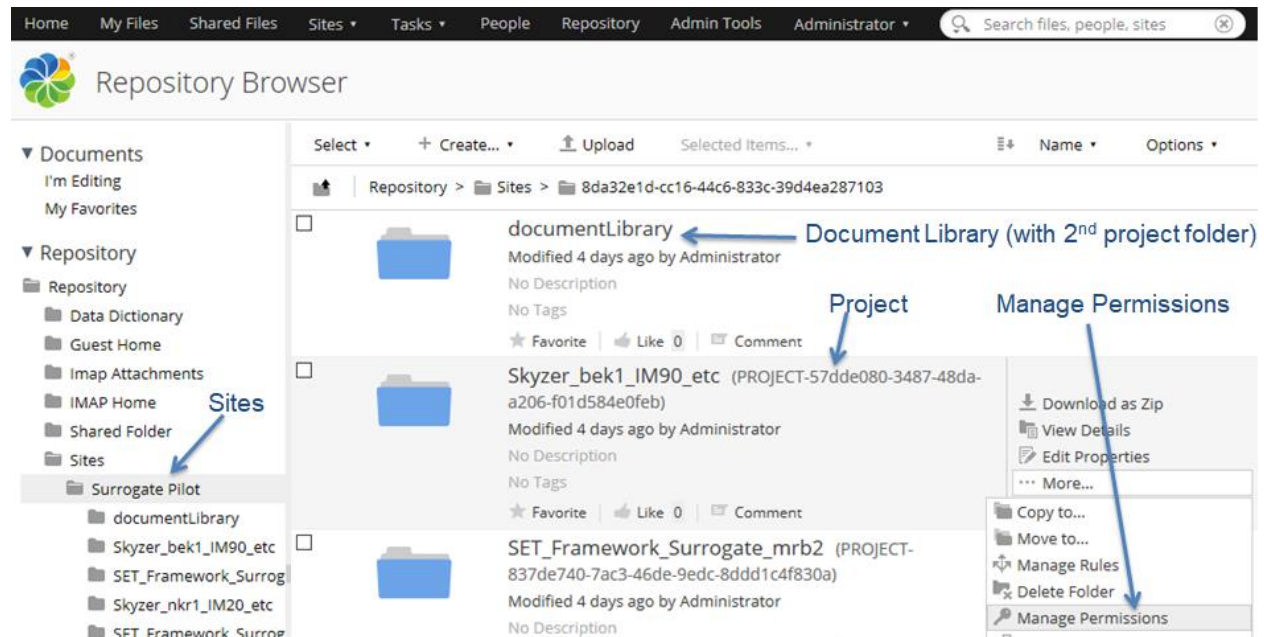 Home My Files Shared Files Sites ▾ Tasks ▾ People Repository Admin Tools Administrator ▾ Search files, people, sites
Repository Browser
▼ Documents
I'm Editing
My Favorites
▼ Repository
Repository
Data Dictionary
Guest Home
Imap Attachments
IMAP Home
Shared Folder
Sites
Sites
Surrogate Pilot
documentLibrary
Skyzer_bek1_IM90_etc
SET_Framework_Surrog
Skyzer_nkr1_IM20_etc
SET_Framework_Surrog
Select ▾ + Create... ▾ Upload Selected Items... ▾ Name ▾ Options ▾
Repository > Sites > 8da32e1d-cc16-44c6-833c-39d4ea287103
documentLibrary
Document Library (with 2nd project folder)
Modified 4 days ago by Administrator
No Description
No Tags
Favorite Like 0 Comment
Project
Manage Permissions
Skyzer_bek1_IM90_etc (PROJECT-57dde080-3487-48da-
a206-f01d584e0feb)
Modified 4 days ago by Administrator
No Description
No Tags
Favorite Like 0 Comment
Download as Zip
View Details
Edit Properties
... More...
Copy to...
Move to...
Manage Rules
Delete Folder
Manage Permissions
SET_Framework_Surrogate_mrb2 (PROJECT-
837de740-7ac3-46de-9edc-8ddd1c4f830a)
Modified 4 days ago by Administrator
No Description